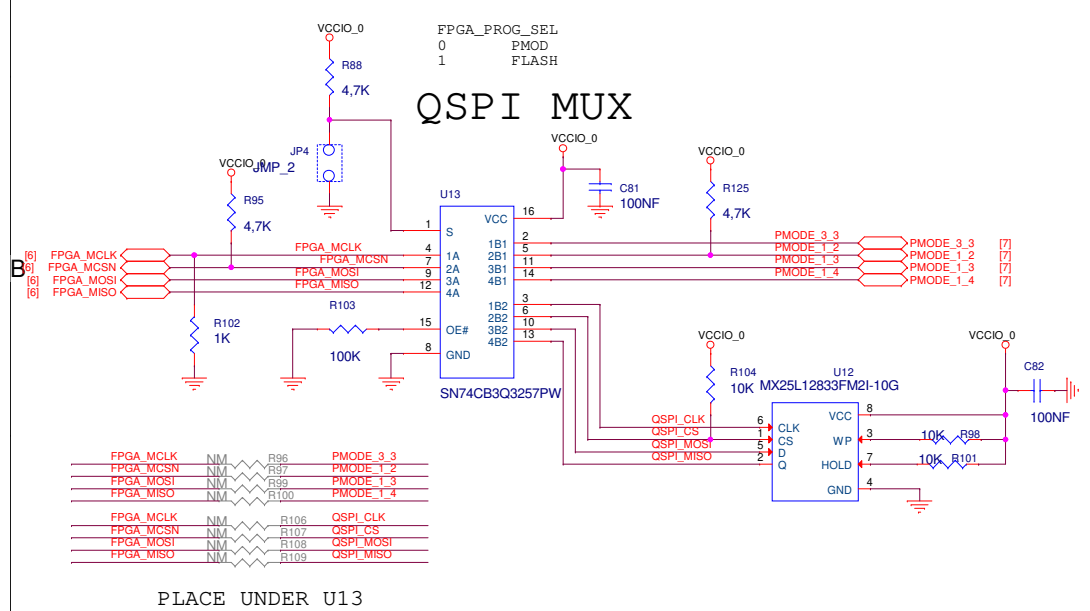 VCCIO_0
FPGA_PROG_SEL
0 PMOD
1 FLASH
R88
4,7K
QSPI MUX
VCCIO_0
JP4
JMP_2
VCCIO_0
VCCIO_0
R95
4,7K
U13
C81
100NF
R125
4,7K
1 S
VCC 16
[6] FPGA_MCLK FPGA_MCLK 4 1A
1B1 2 PMODE_3_3 PMODE_3_3 [7]
B
[6] FPGA_MCSN FPGA_MCSN 7 2A
2B1 5 PMODE_1_2 PMODE_1_2 [7]
[6] FPGA_MOSI FPGA_MOSI 9 3A
3B1 11 PMODE_1_3 PMODE_1_3 [7]
[6] FPGA_MISO FPGA_MISO 12 4A
4B1 14 PMODE_1_4 PMODE_1_4 [7]
1B2 3
2B2 6
3B2 10
4B2 13
R102
1K
R103
100K
15 OE#
8 GND
SN74CB3Q3257PW
VCCIO_0
VCCIO_0
R104
10K
U12
MX25L12833FM2I-10G
C82
100NF
QSPI_CLK 6 CLK
QSPI_CS 1 CS
QSPI_MOSI 5 D
QSPI_MISO 2 Q
VCC 8
WP 3 10K R98
HOLD 7 10K R101
GND 4
FPGA_MCLK NM R96 PMODE_3_3
FPGA_MCSN NM R97 PMODE_1_2
FPGA_MOSI NM R99 PMODE_1_3
FPGA_MISO NM R100 PMODE_1_4
FPGA_MCLK NM R106 QSPI_CLK
FPGA_MCSN NM R107 QSPI_CS
FPGA_MOSI NM R108 QSPI_MOSI
FPGA_MISO NM R109 QSPI_MISO
PLACE UNDER U13